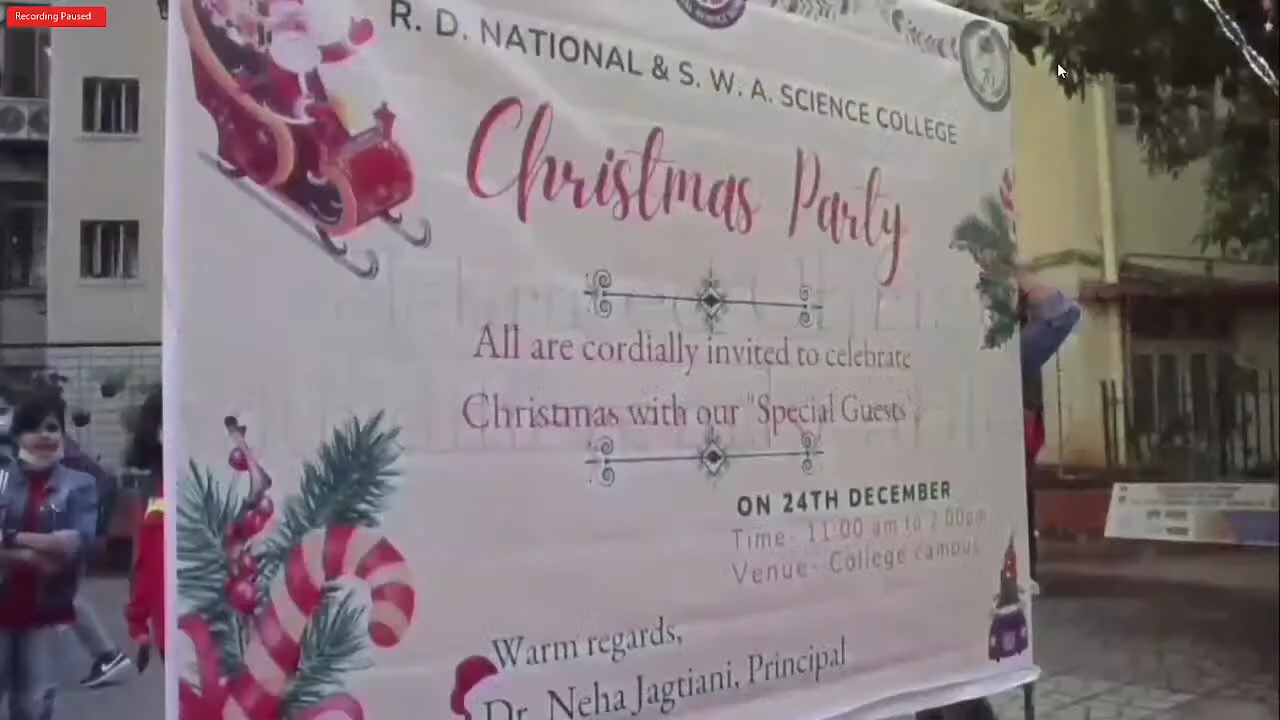 Recording Paused
R. D. NATIONAL & S. W. A. SCIENCE COLLEGE
Christmas Party
All are cordially invited to celebrate
Christmas with our "Special Guests"
ON 24TH DECEMBER
Time- 11:00 am to 2:00pm
Venue- College campus
Warm regards,
Dr. Neha Jagtiani, Principal